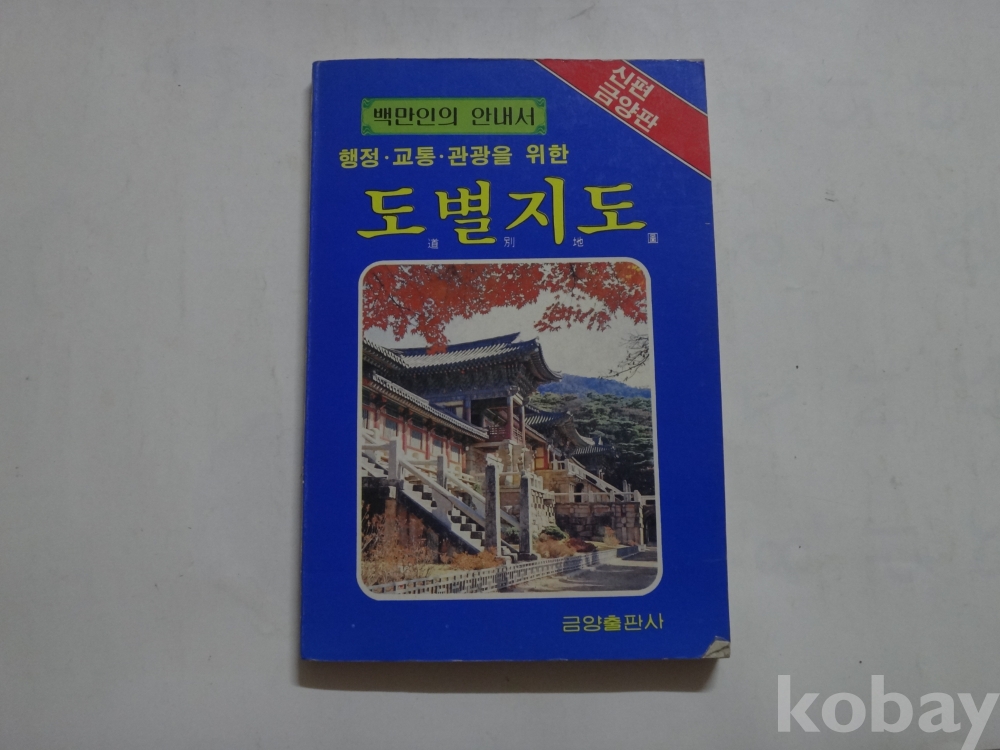 신편
금양판
백만인의 안내서
행정·교통·관광을 위한
도별지도
道別地圖
금양출판사
kobay